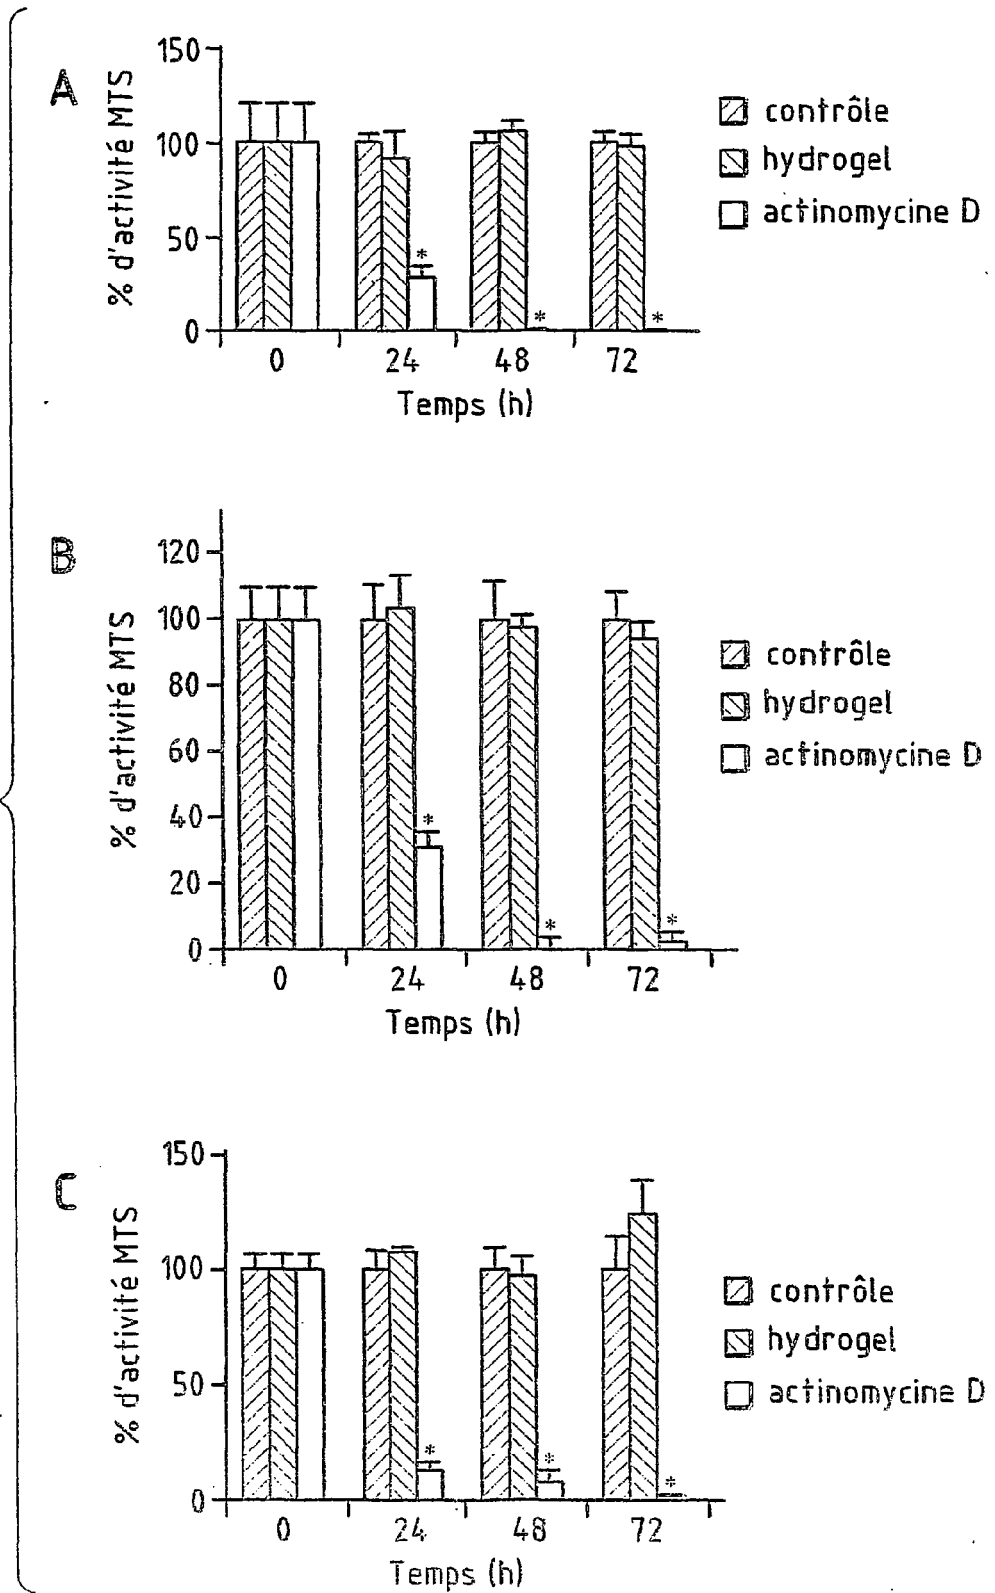 A
% d'activité MTS
150
100
50
0
* * *
0 24 48 72
Temps (h)
contrôle
hydrogel
actinomycine D
B
% d'activité MTS
120
100
80
60
40
20
0
* * *
0 24 48 72
Temps (h)
contrôle
hydrogel
actinomycine D
C
% d'activité MTS
150
100
50
0
* * *
0 24 48 72
Temps (h)
contrôle
hydrogel
actinomycine D